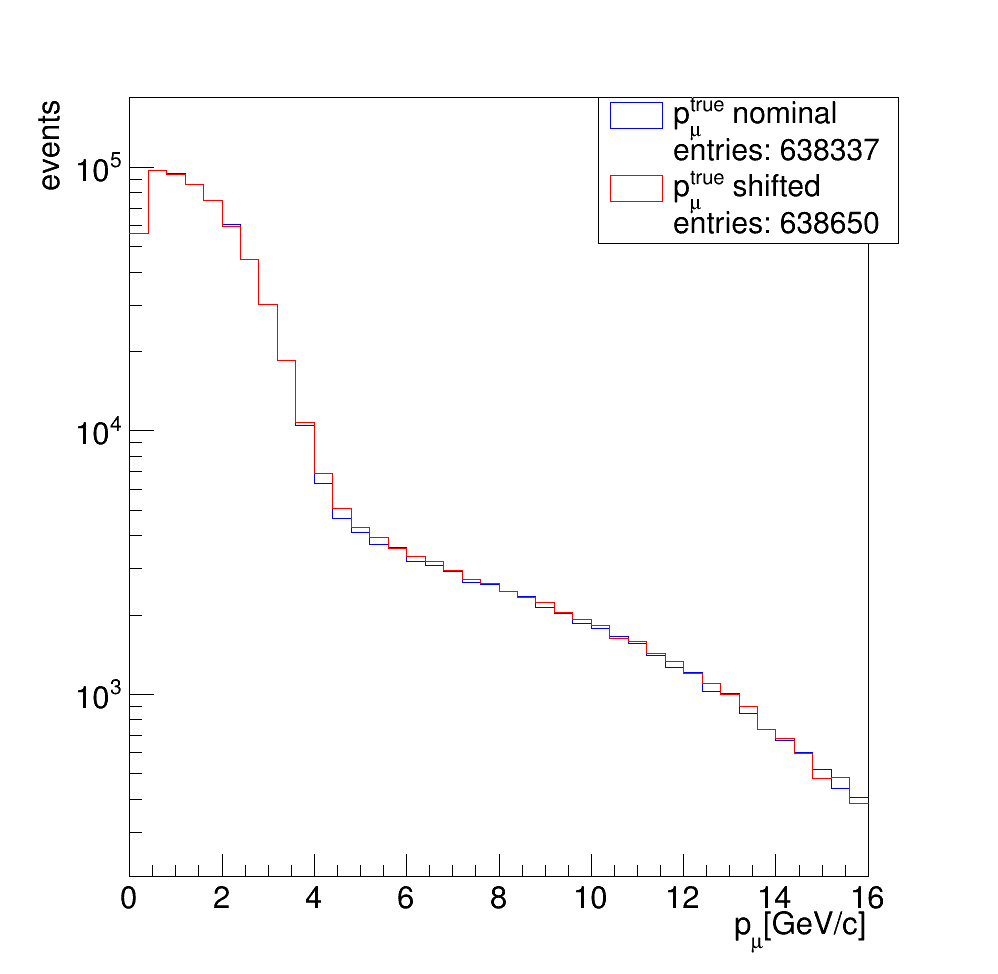 events
10^5
10^4
10^3
p_μ^true nominal
entries: 638337
p_μ^true shifted
entries: 638650
0 2 4 6 8 10 12 14 16
p_μ[GeV/c]